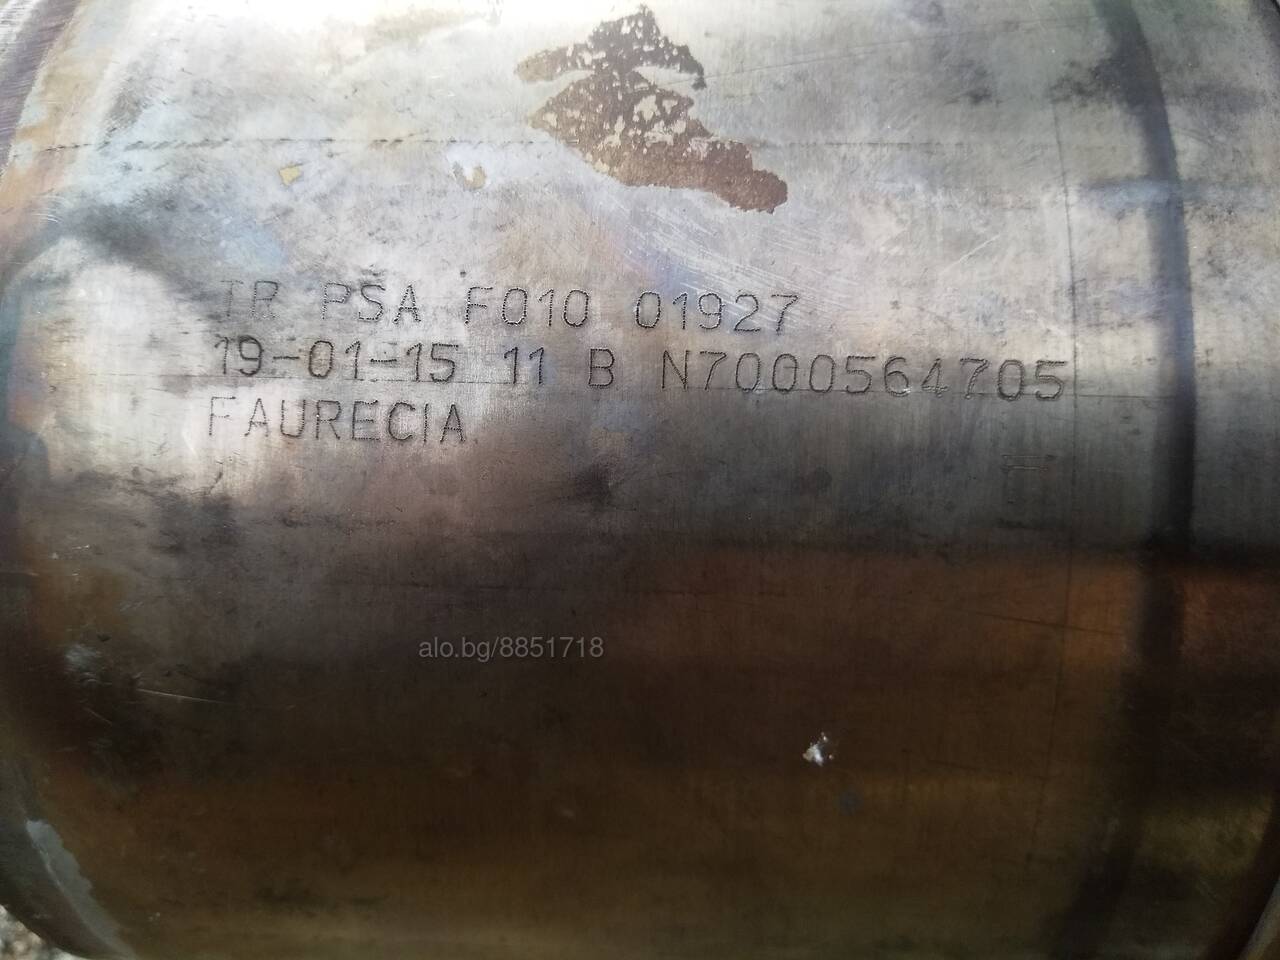 TR PSA F010 01927
19-01-15 11 B N7000564705
FAURECIA
alo.bg/8851718